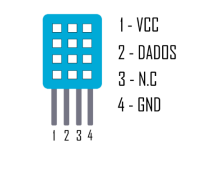 1 - VCC
2 - DADOS
3 - N.C
4 - GND
1 2 3 4